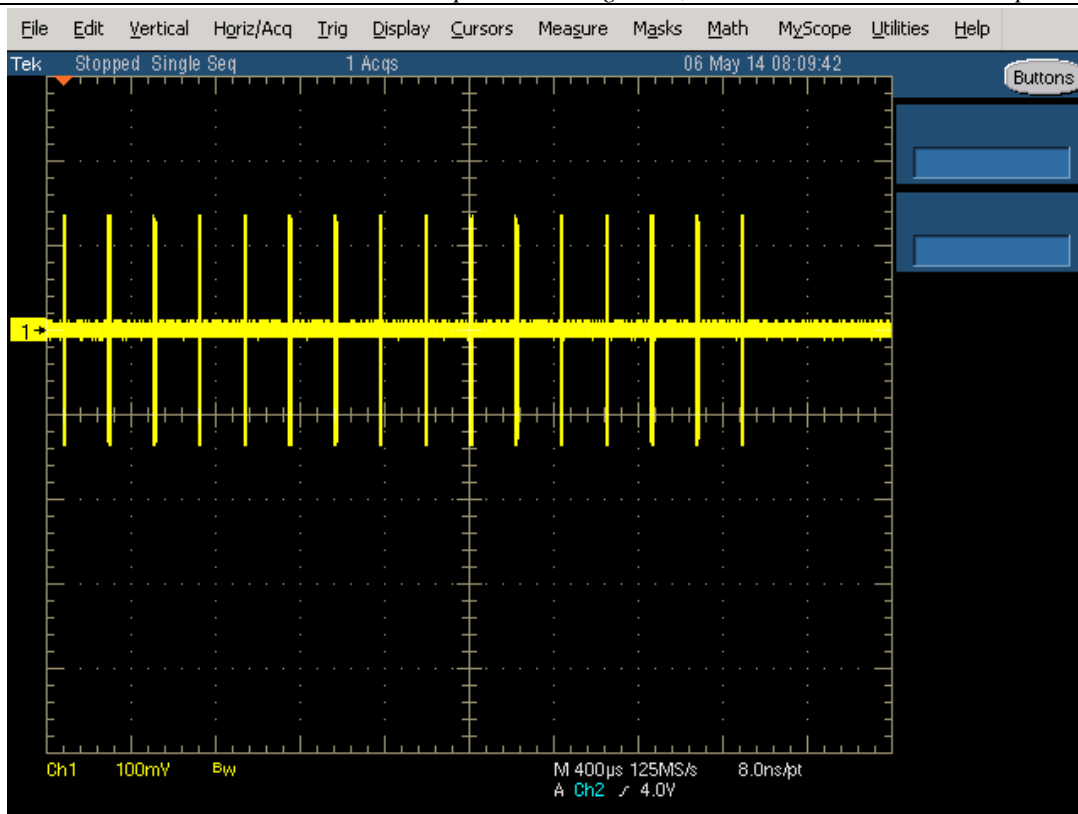 File Edit Vertical Horiz/Acq Trig Display Cursors Measure Masks Math MyScope Utilities Help
Tek Stopped Single Seq 1 Acqs 06 May 14 08:09:42 Buttons
1
Ch1 100mV BW M 400µs 125MS/s 8.0ns/pt
A Ch2 4.0V